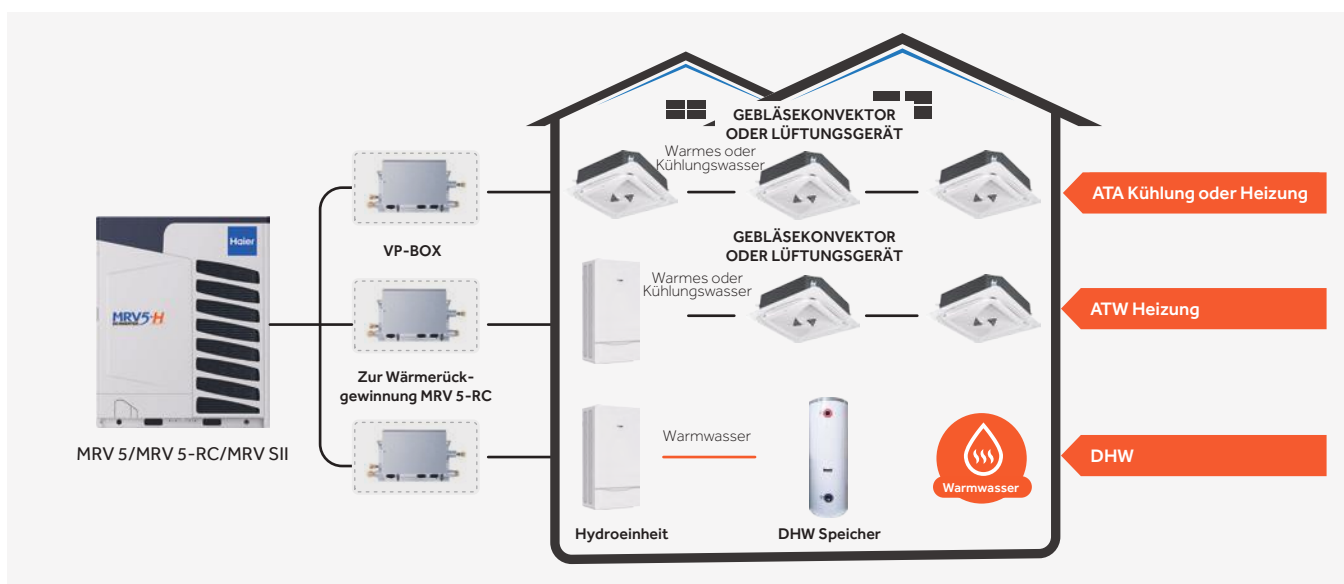 GEBLÄSEKONVEKTOR
ODER LÜFTUNGSGERÄT
Warmes oder
Kühlungswasser
ATA Kühlung oder Heizung
VP-BOX
Haier
MRV5-H
GEBLÄSEKONVEKTOR
ODER LÜFTUNGSGERÄT
Warmes oder
Kühlungswasser
ATW Heizung
Zur Wärmerück-
gewinnung MRV 5-RC
MRV 5/MRV 5-RC/MRV SII
Warmwasser
Warmwasser
DHW
Hydroeinheit
DHW Speicher